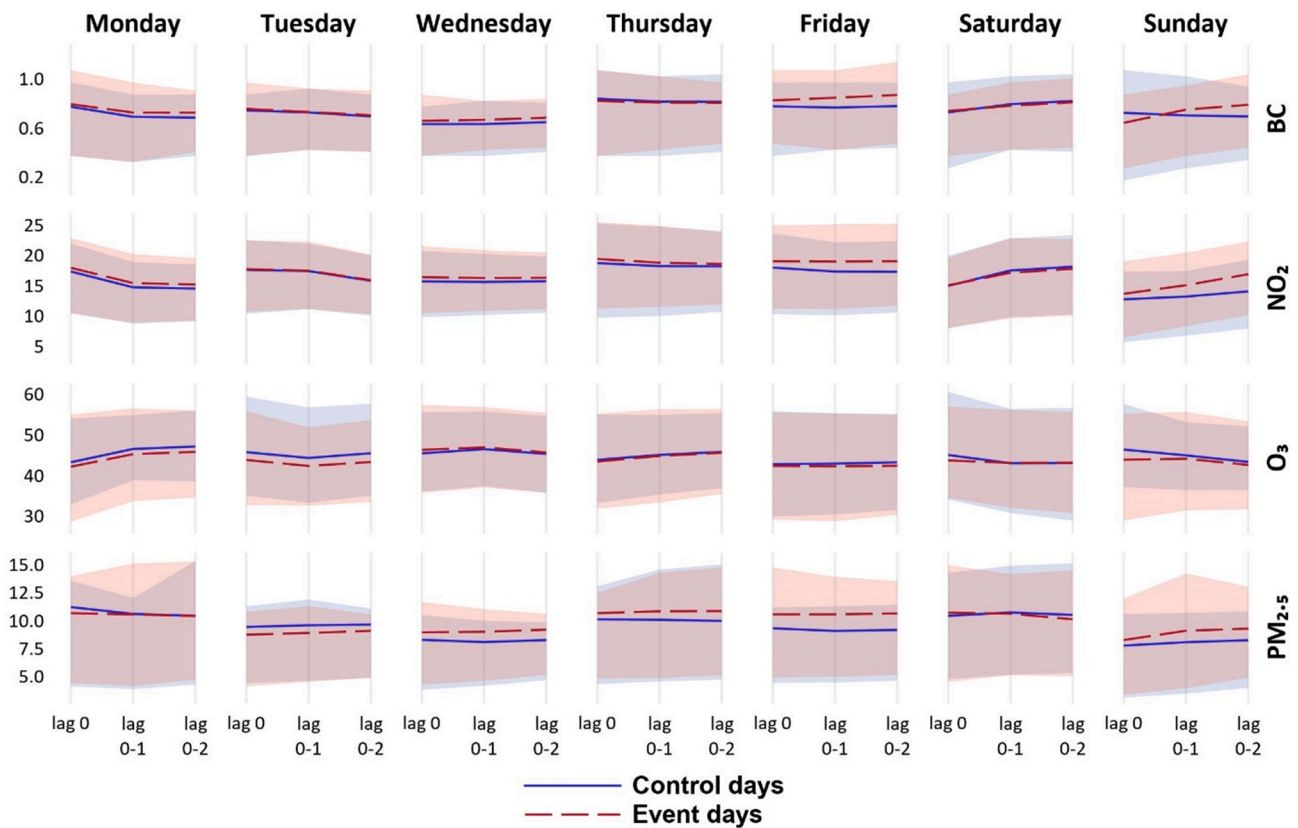 Monday Tuesday Wednesday Thursday Friday Saturday Sunday
1.0
0.6
0.2
BC
25
20
15
10
5
NO₂
60
50
40
30
O₃
15.0
12.5
10.0
7.5
5.0
PM₂.₅
lag 0 lag lag lag 0 lag lag lag 0 lag lag lag 0 lag lag lag 0 lag lag lag 0 lag lag lag 0 lag lag
0-1 0-2 0-1 0-2 0-1 0-2 0-1 0-2 0-1 0-2 0-1 0-2 0-1 0-2
Control days
Event days